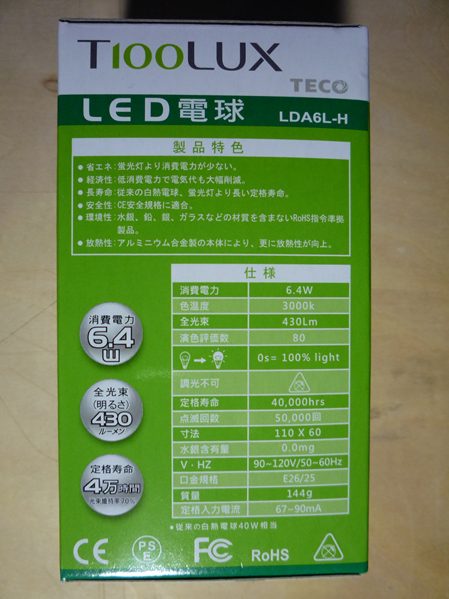 T100LUX
TECO
LED電球 LDA6L-H
製品特色
●省エネ:蛍光灯より消費電力が少ない。
●経済性:低消費電力で電気代も大幅削減。
●長寿命:従来の白熱電球、蛍光灯より長い定格寿命。
●安全性:CE安全規格に適合。
●環境性:水銀、鉛、銀、ガラスなどの材質を含まないRoHS指令準拠
製品。
●放熱性:アルミニウム合金製の本体により、更に放熱性が向上。
仕様
消費電力 6.4W
色温度 3000k
全光束 430Lm
演色評価数 80
0s= 100% light
調光不可
定格寿命 40,000hrs
点滅回数 50,000回
寸法 110 X 60
水銀含有量 0.0mg
V·HZ 90~120V/50~60Hz
口金規格 E26/25
質量 144g
定格入力電流 67~90mA
●従来の白熱電球40W相当
消費電力
6.4
W
全光束
(明るさ)
430
ルーメン
定格寿命
4万時間
光束維持率70%
CE
PS
E
FC
RoHS